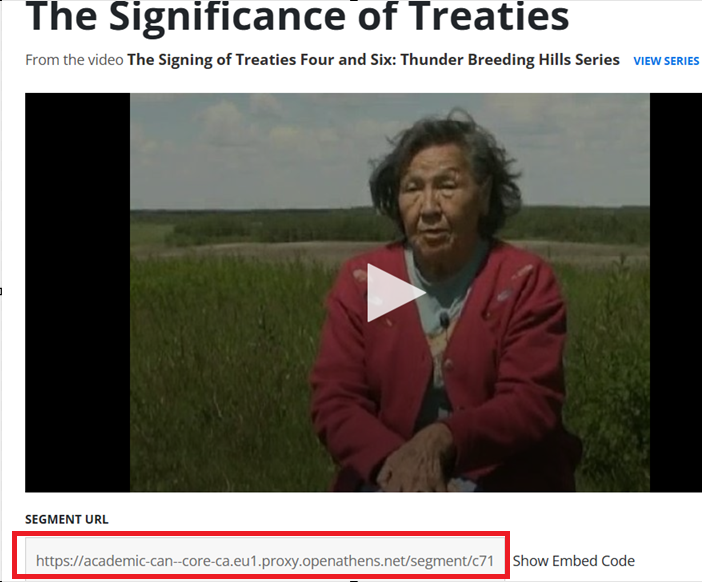 The Significance of Treaties
From the video The Signing of Treaties Four and Six: Thunder Breeding Hills Series VIEW SERIES
SEGMENT URL
https://academic-can--core-ca.eu1.proxy.openathens.net/segment/c71 Show Embed Code